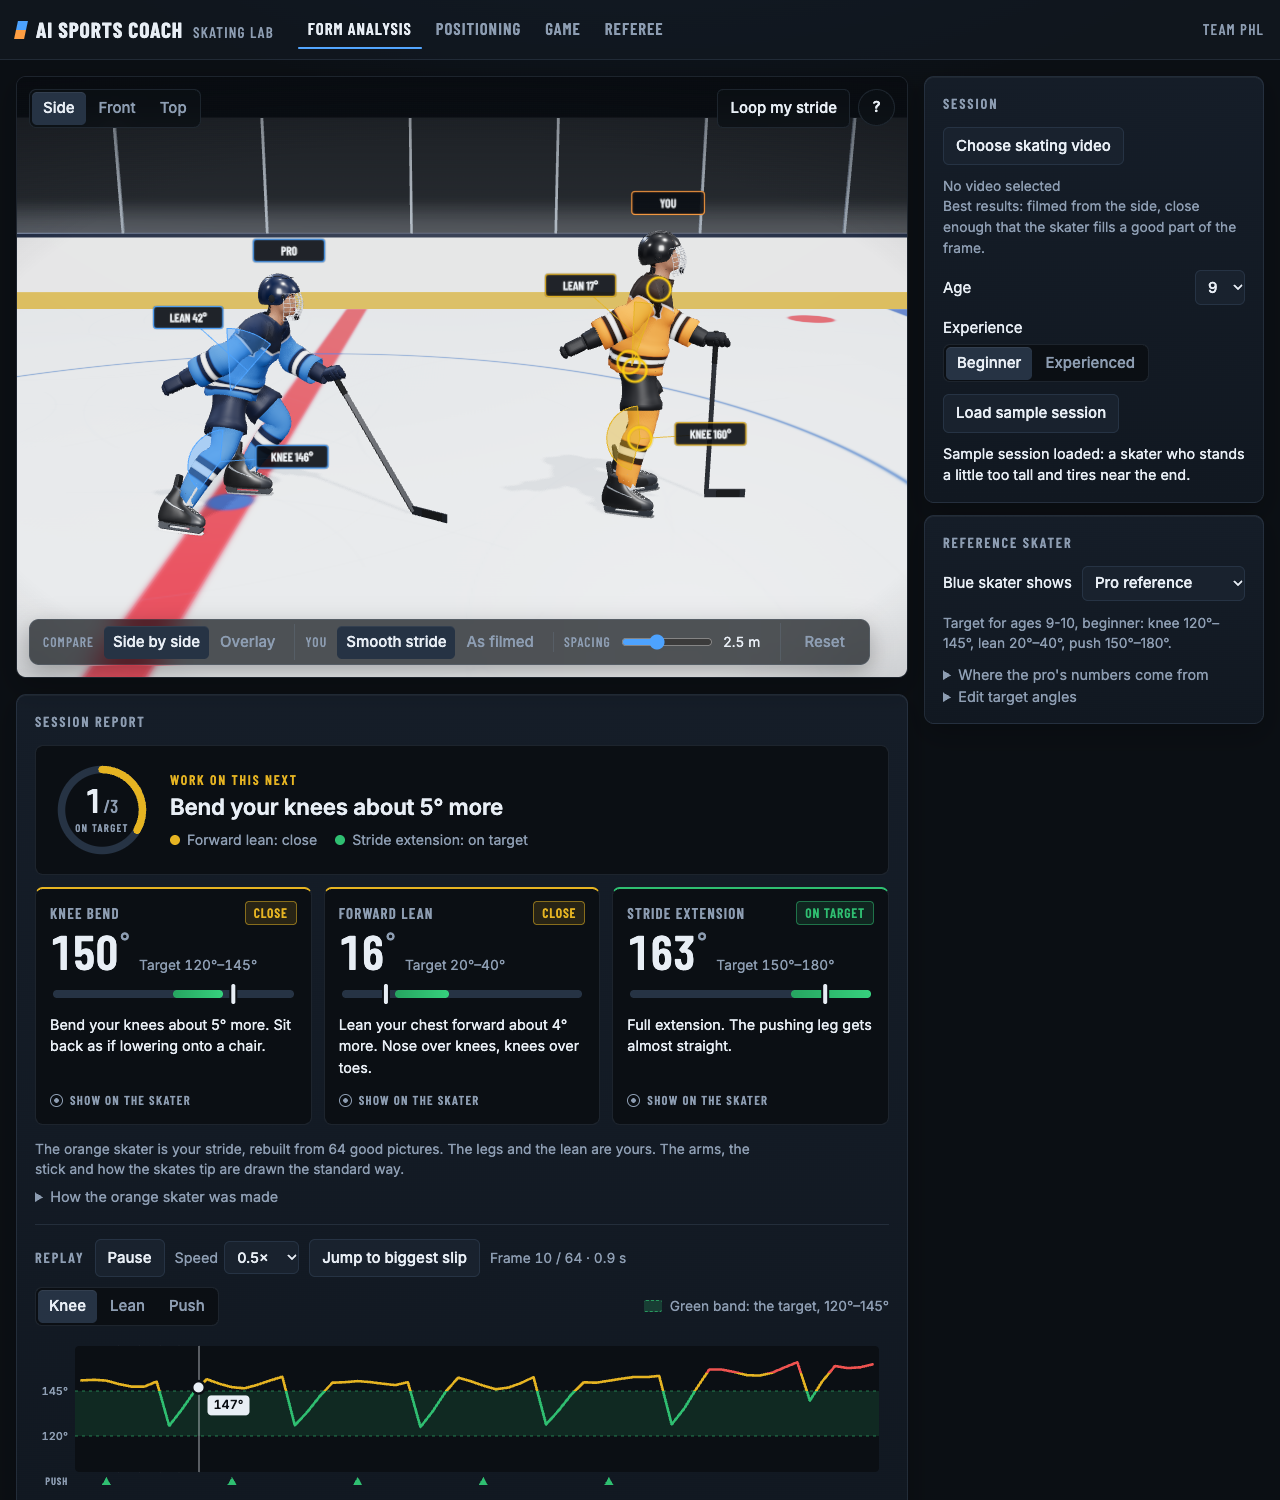 AI SPORTS COACH SKATING LAB FORM ANALYSIS POSITIONING GAME REFEREE TEAM PHL
Side Front Top
Loop my stride ?
YOU
PRO
LEAN 17°
LEAN 42°
KNEE 160°
KNEE 146°
COMPARE Side by side Overlay YOU Smooth stride As filmed SPACING 2.5 m Reset
SESSION
Choose skating video
No video selected
Best results: filmed from the side, close
enough that the skater fills a good part of the
frame.
Age 9
Experience
Beginner Experienced
Load sample session
Sample session loaded: a skater who stands
a little too tall and tires near the end.
REFERENCE SKATER
Blue skater shows Pro reference
Target for ages 9-10, beginner: knee 120°–
145°, lean 20°–40°, push 150°–180°.
Where the pro's numbers come from
Edit target angles
SESSION REPORT
1/3
ON TARGET
WORK ON THIS NEXT
Bend your knees about 5° more
Forward lean: close Stride extension: on target
KNEE BEND CLOSE
150° Target 120°–145°
Bend your knees about 5° more. Sit
back as if lowering onto a chair.
SHOW ON THE SKATER
FORWARD LEAN CLOSE
16° Target 20°–40°
Lean your chest forward about 4°
more. Nose over knees, knees over
toes.
SHOW ON THE SKATER
STRIDE EXTENSION ON TARGET
163° Target 150°–180°
Full extension. The pushing leg gets
almost straight.
SHOW ON THE SKATER
The orange skater is your stride, rebuilt from 64 good pictures. The legs and the lean are yours. The arms, the
stick and how the skates tip are drawn the standard way.
How the orange skater was made
REPLAY Pause Speed 0.5× Jump to biggest slip Frame 10 / 64 · 0.9 s
Knee Lean Push Green band: the target, 120°–145°
145°
147°
120°
PUSH